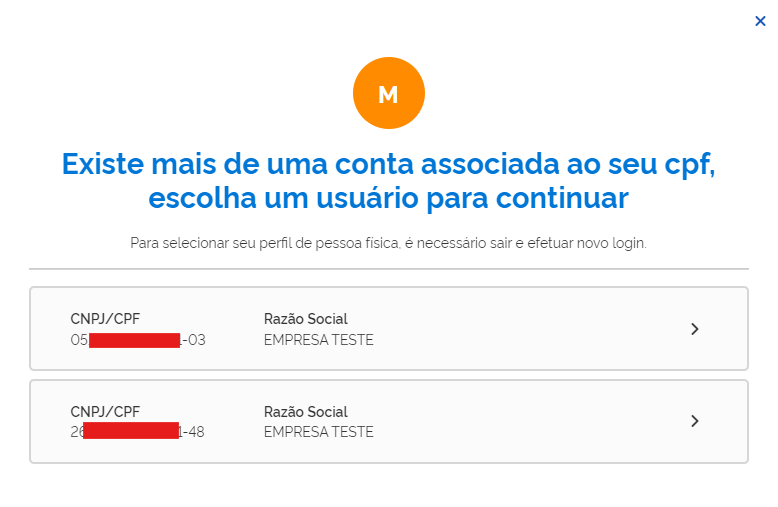 M
Existe mais de uma conta associada ao seu cpf,
escolha um usuário para continuar
Para selecionar seu perfil de pessoa física, é necessário sair e efetuar novo login.
CNPJ/CPF Razão Social
05 -03 EMPRESA TESTE
CNPJ/CPF Razão Social
26 1-48 EMPRESA TESTE